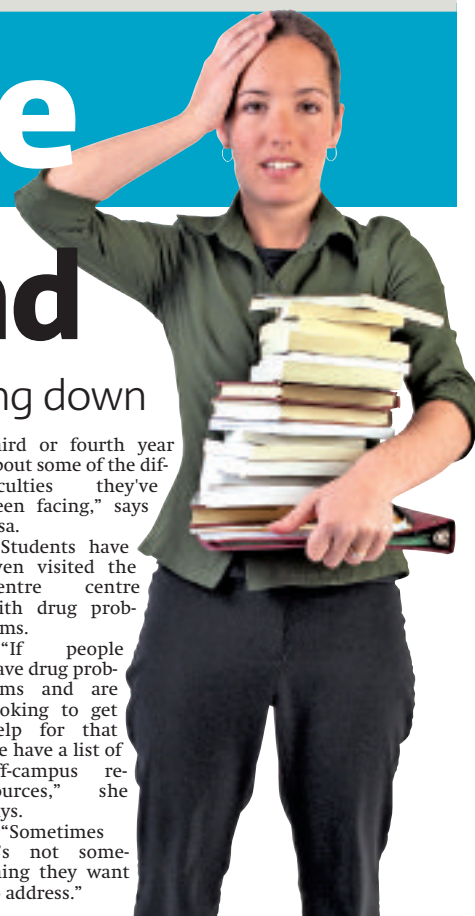 e
nd
ng down
hird or fourth year
bout some of the dif-
culties they've
een facing,” says
sa.
Students have
ven visited the
entre centre
ith drug prob-
ms.
“If people
ave drug prob-
ms and are
oking to get
elp for that
e have a list of
ff-campus re-
ources,” she
ys.
“Sometimes
's not some-
hing they want
o address.”